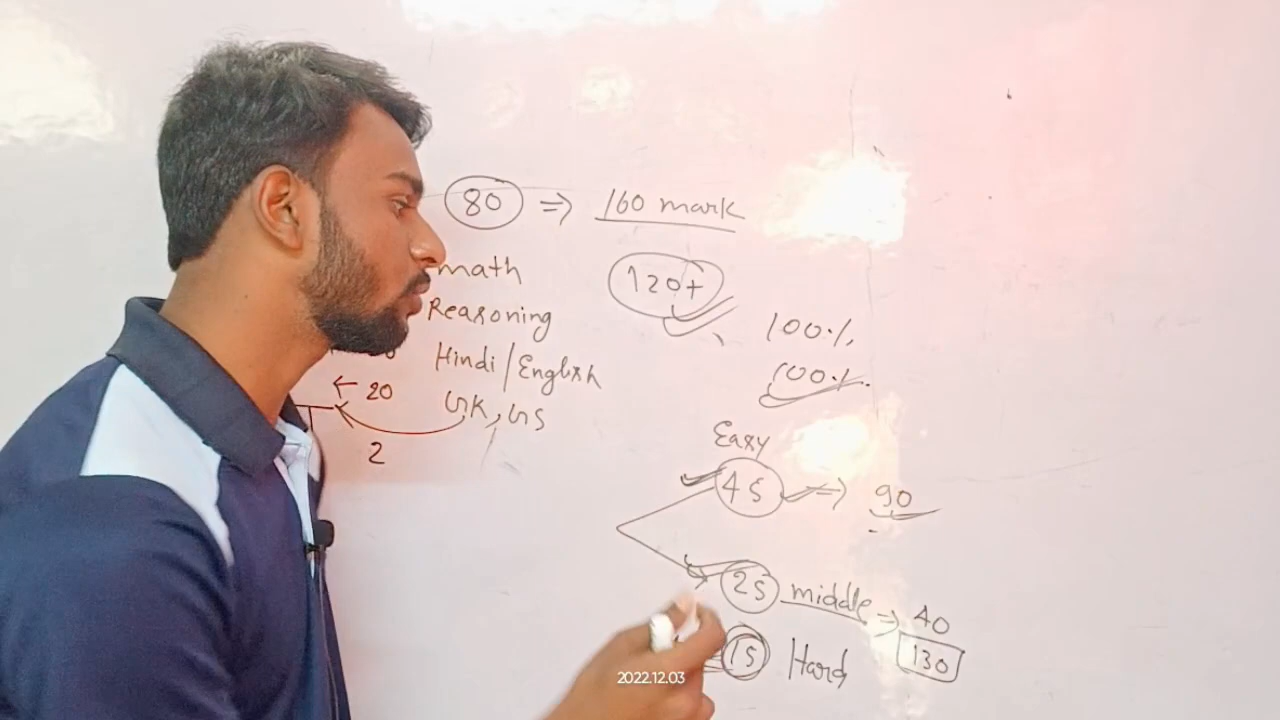 80 => 160 mark
math
120+
Reasoning
100%
Hindi/English
100%
← 20
GK, GS
2
Easy
45 => 90
25 middle => 40
15 Hard
130
2022.12.03